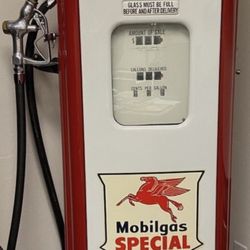 GLASS MUST BE FULL
BEFORE AND AFTER DELIVERY
AMOUNT OF SALE
GALLONS DELIVERED
CENTS PER GALLON
Mobilgas
SPECIAL